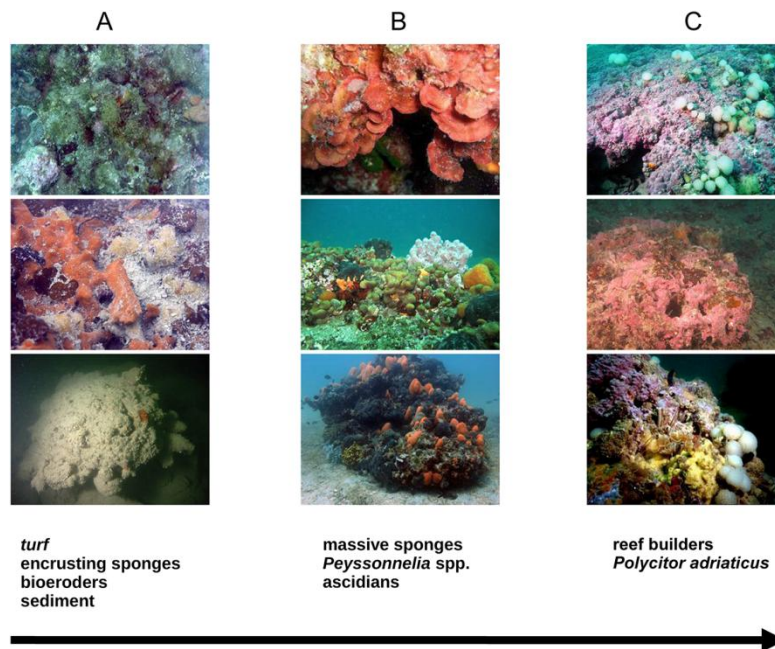 A
B
C
turf
encrusting sponges
bioeroders
sediment
massive sponges
Peyssonnelia spp.
ascidians
reef builders
Polycitor adriaticus